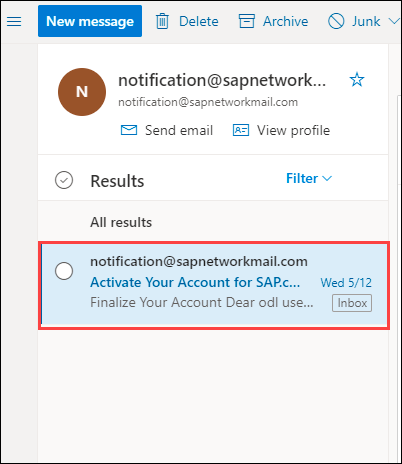 New message Delete Archive Junk
N
notification@sapnetwork...
notification@sapnetworkmail.com
Send email View profile
Results Filter
All results
notification@sapnetworkmail.com
Activate Your Account for SAP.c... Wed 5/12
Finalize Your Account Dear odl use... Inbox